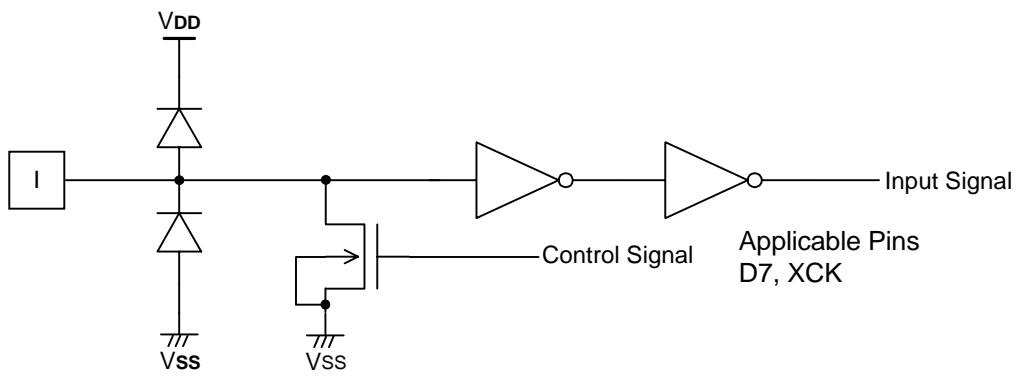 VDD
I
Input Signal
Control Signal
Applicable Pins
D7, XCK
VSS
VSS